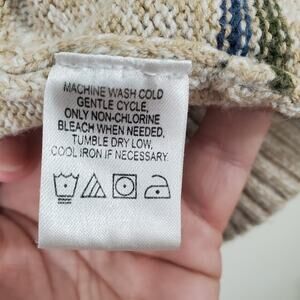 MACHINE WASH COLD
GENTLE CYCLE,
ONLY NON-CHLORINE
BLEACH WHEN NEEDED,
TUMBLE DRY LOW,
COOL IRON IF NECESSARY.